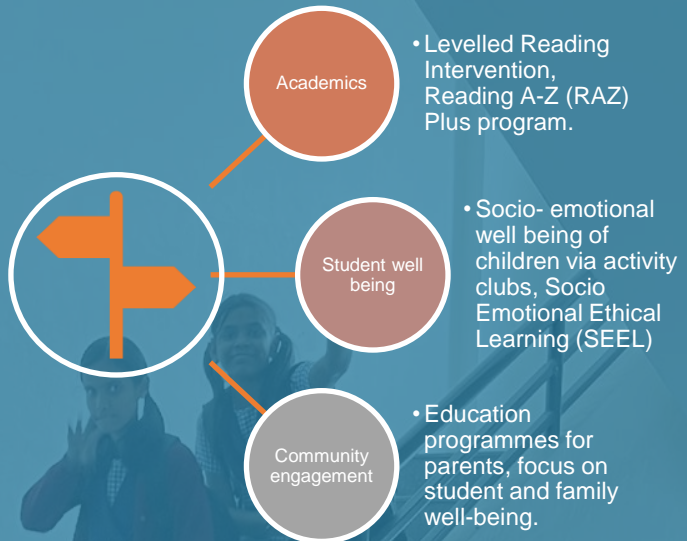 Academics
• Levelled Reading
Intervention,
Reading A-Z (RAZ)
Plus program.
Student well
being
• Socio- emotional
well being of
children via activity
clubs, Socio
Emotional Ethical
Learning (SEEL)
Community
engagement
• Education
programmes for
parents, focus on
student and family
well-being.